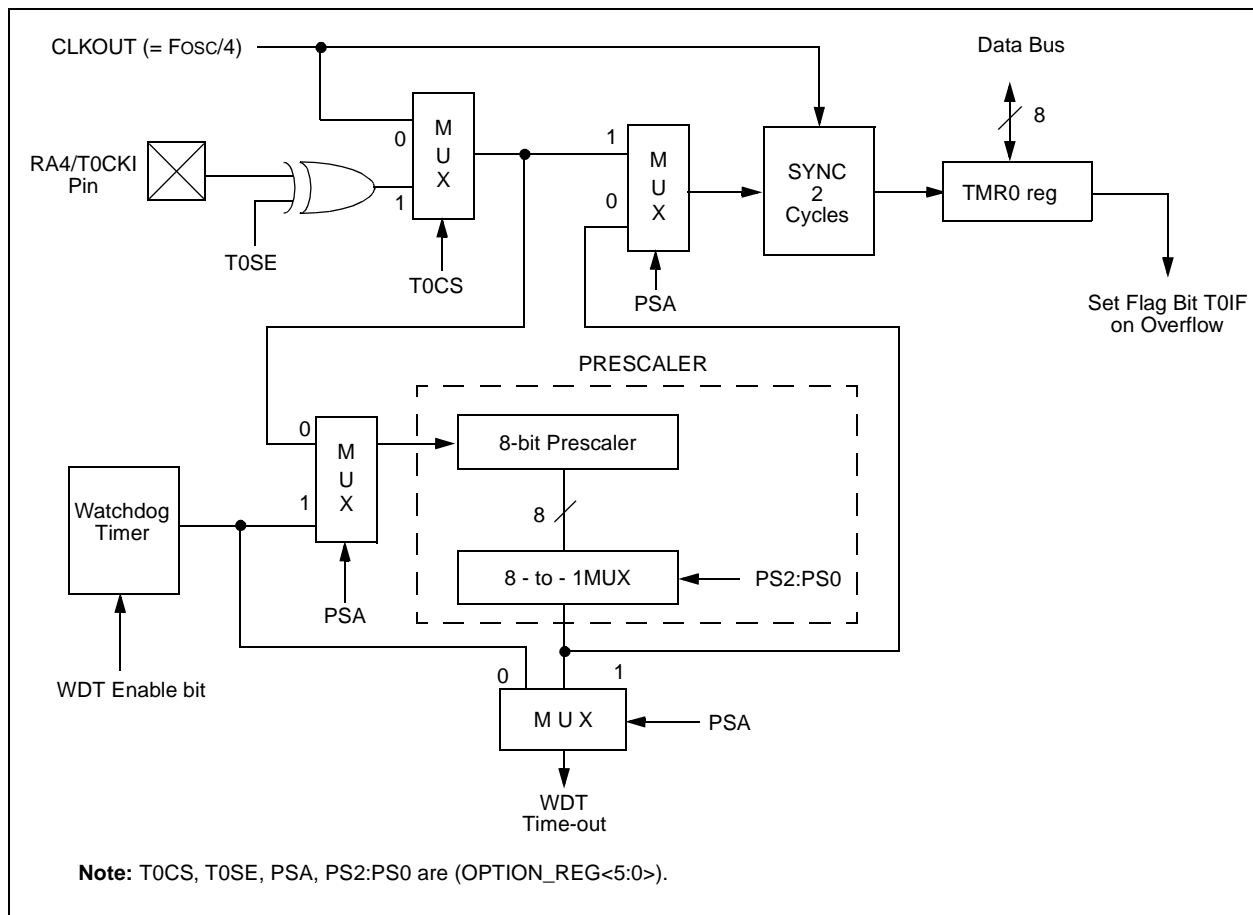 CLKOUT (= FOSC/4)
Data Bus
8
RA4/T0CKI
Pin
T0SE
0
1
M
U
X
T0CS
1
0
M
U
X
PSA
SYNC
2
Cycles
TMR0 reg
Set Flag Bit T0IF
on Overflow
PRESCALER
0
1
M
U
X
PSA
8-bit Prescaler
8
8 - to - 1MUX
PS2:PS0
Watchdog
Timer
WDT Enable bit
0
1
M U X
PSA
WDT
Time-out
Note: T0CS, T0SE, PSA, PS2:PS0 are (OPTION_REG<5:0>).